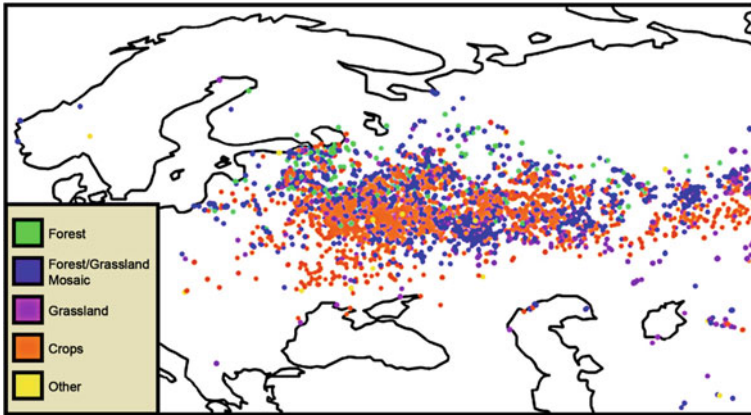 Forest
Forest/Grassland
Mosaic
Grassland
Crops
Other